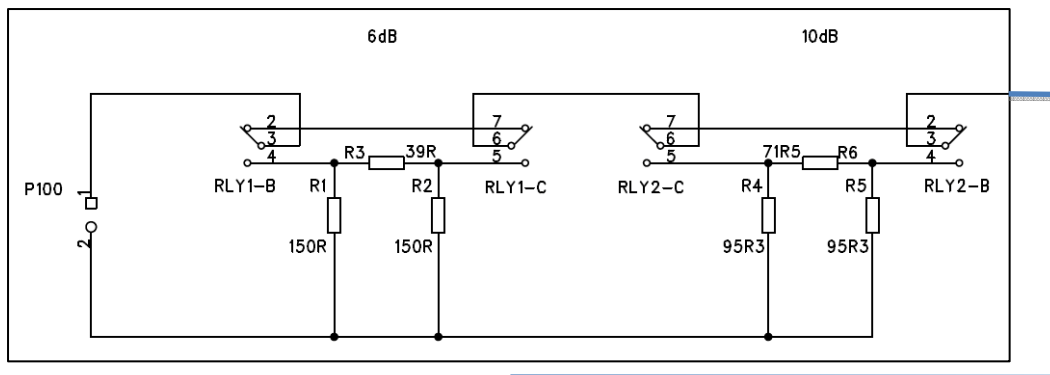 6dB 10dB
2 7 7 2
3 6 6 3
4 R3 39R 5 5 71R5 R6 4
P100 1 RLY1-B R1 R2 RLY1-C RLY2-C R4 R5 RLY2-B
2 150R 150R 95R3 95R3